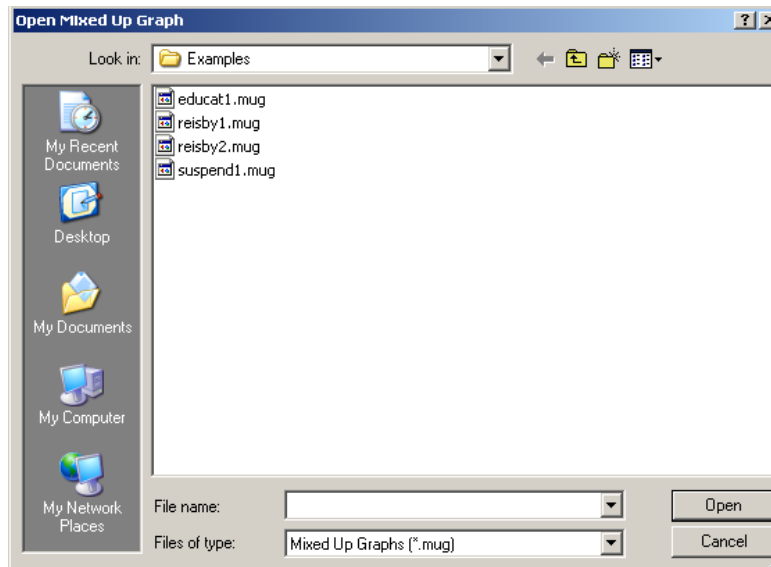 Open Mixed Up Graph
Look in: Examples
educat1.mug
reisby1.mug
reisby2.mug
suspend1.mug
My Recent
Documents
Desktop
My Documents
My Computer
My Network
Places
File name:
Open
Files of type: Mixed Up Graphs (*.mug)
Cancel